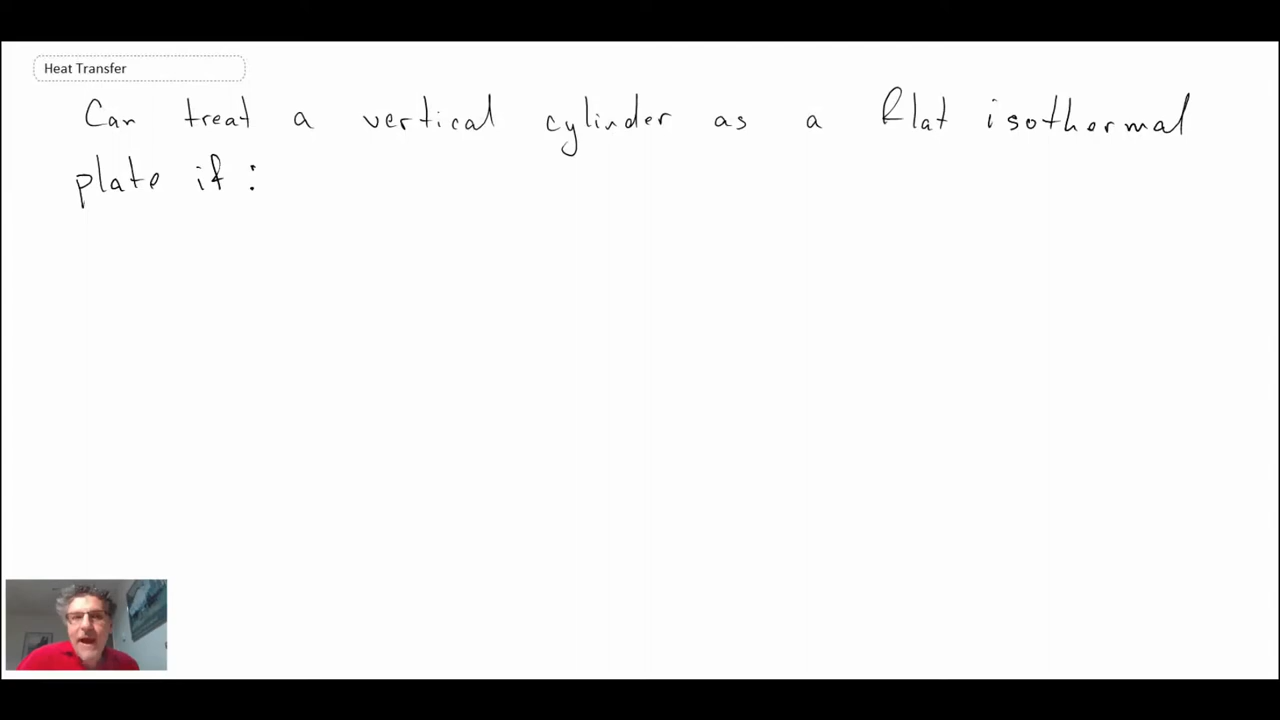 Heat Transfer
Can treat a vertical cylinder as a flat isothermal
plate if :